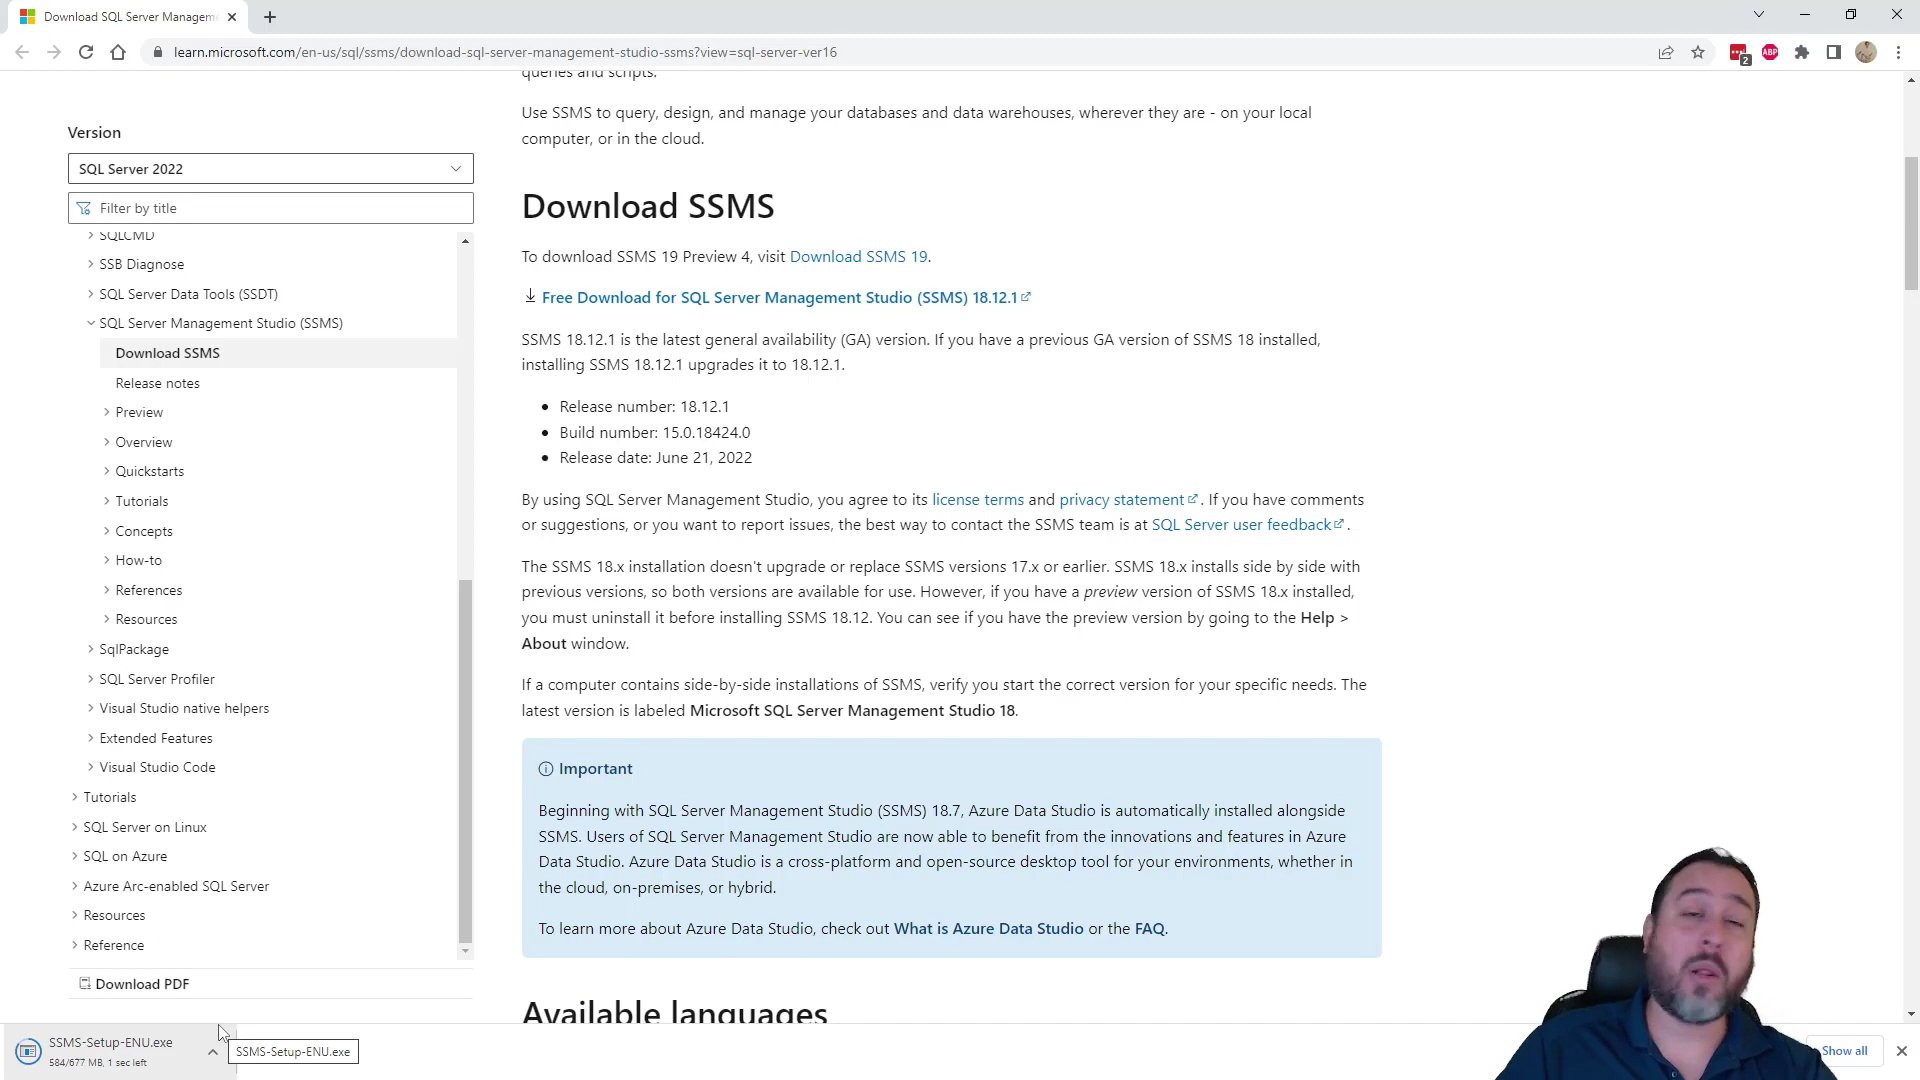 Download SQL Server Managem
learn.microsoft.com/en-us/sql/ssms/download-sql-server-management-studio-ssms?view=sql-server-ver16
2
ABP
queries and scripts.
Use SSMS to query, design, and manage your databases and data warehouses, wherever they are - on your local
computer, or in the cloud.
Version
SQL Server 2022
Filter by title
SQLCMD
SSB Diagnose
SQL Server Data Tools (SSDT)
SQL Server Management Studio (SSMS)
Download SSMS
Release notes
Preview
Overview
Quickstarts
Tutorials
Concepts
How-to
References
Resources
SqlPackage
SQL Server Profiler
Visual Studio native helpers
Extended Features
Visual Studio Code
Tutorials
SQL Server on Linux
SQL on Azure
Azure Arc-enabled SQL Server
Resources
Reference
Download PDF
Download SSMS
To download SSMS 19 Preview 4, visit Download SSMS 19.
Free Download for SQL Server Management Studio (SSMS) 18.12.1
SSMS 18.12.1 is the latest general availability (GA) version. If you have a previous GA version of SSMS 18 installed,
installing SSMS 18.12.1 upgrades it to 18.12.1.
• Release number: 18.12.1
• Build number: 15.0.18424.0
• Release date: June 21, 2022
By using SQL Server Management Studio, you agree to its license terms and privacy statement. If you have comments
or suggestions, or you want to report issues, the best way to contact the SSMS team is at SQL Server user feedback.
The SSMS 18.x installation doesn't upgrade or replace SSMS versions 17.x or earlier. SSMS 18.x installs side by side with
previous versions, so both versions are available for use. However, if you have a preview version of SSMS 18.x installed,
you must uninstall it before installing SSMS 18.12. You can see if you have the preview version by going to the Help >
About window.
If a computer contains side-by-side installations of SSMS, verify you start the correct version for your specific needs. The
latest version is labeled Microsoft SQL Server Management Studio 18.
Important
Beginning with SQL Server Management Studio (SSMS) 18.7, Azure Data Studio is automatically installed alongside
SSMS. Users of SQL Server Management Studio are now able to benefit from the innovations and features in Azure
Data Studio. Azure Data Studio is a cross-platform and open-source desktop tool for your environments, whether in
the cloud, on-premises, or hybrid.
To learn more about Azure Data Studio, check out What is Azure Data Studio or the FAQ.
Available languages
SSMS-Setup-ENU.exe
584/677 MB, 1 sec left
SSMS-Setup-ENU.exe
Show all